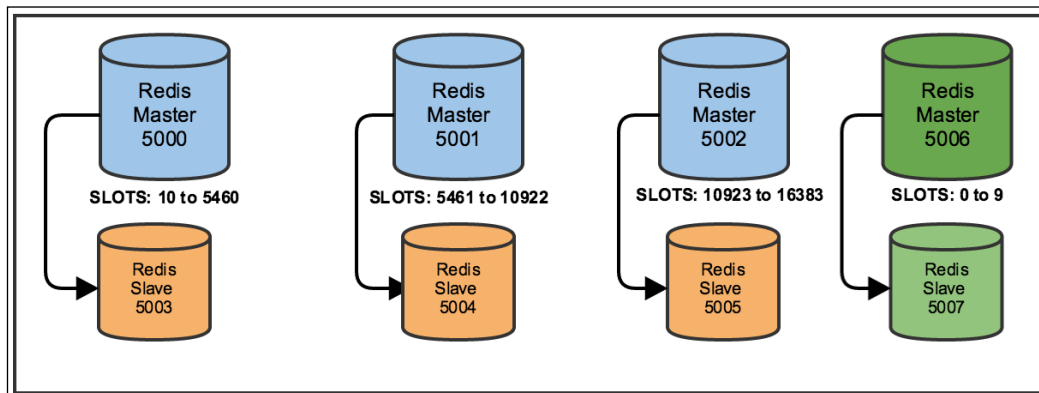 Redis
Master
5000
Redis
Master
5001
Redis
Master
5002
Redis
Master
5006
SLOTS: 10 to 5460
SLOTS: 5461 to 10922
SLOTS: 10923 to 16383
SLOTS: 0 to 9
Redis
Slave
5003
Redis
Slave
5004
Redis
Slave
5005
Redis
Slave
5007